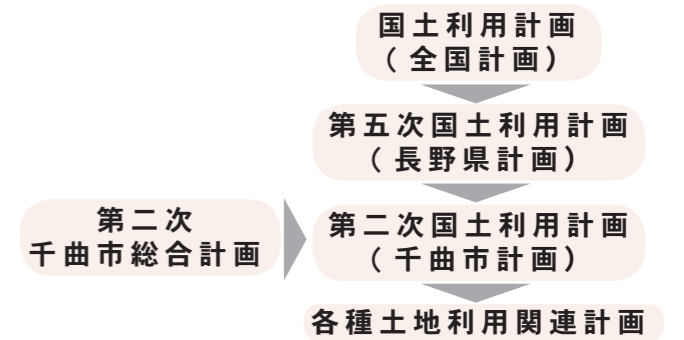 国土利用計画
(全国計画)
第五次国土利用計画
(長野県計画)
第二次
千曲市総合計画
第二次国土利用計画
(千曲市計画)
各種土地利用関連計画